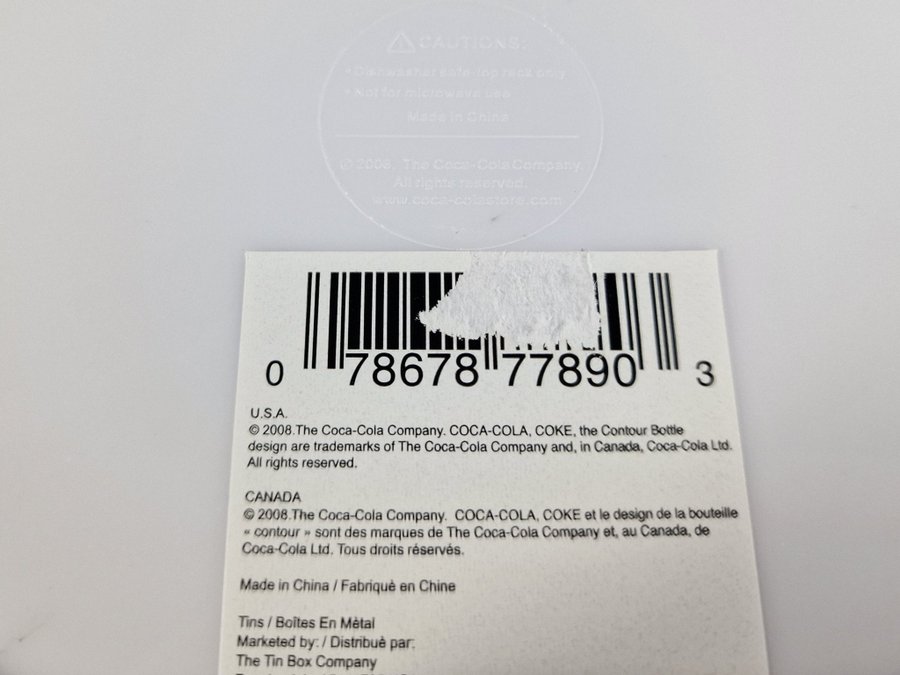 ⚠ CAUTIONS:
• Dishwasher safe-top rack only
• Not for microwave use
Made in China
© 2008. The Coca-Cola Company.
All rights reserved.
www.coca-colastore.com
0 78678 77890 3
U.S.A.
© 2008.The Coca-Cola Company. COCA-COLA, COKE, the Contour Bottle
design are trademarks of The Coca-Cola Company and, in Canada, Coca-Cola Ltd.
All rights reserved.
CANADA
© 2008.The Coca-Cola Company. COCA-COLA, COKE et le design de la bouteille
« contour » sont des marques de The Coca-Cola Company et, au Canada, de
Coca-Cola Ltd. Tous droits réservés.
Made in China / Fabriquè en Chine
Tins / Boîtes En Mètal
Marketed by: / Distribuè par:
The Tin Box Company